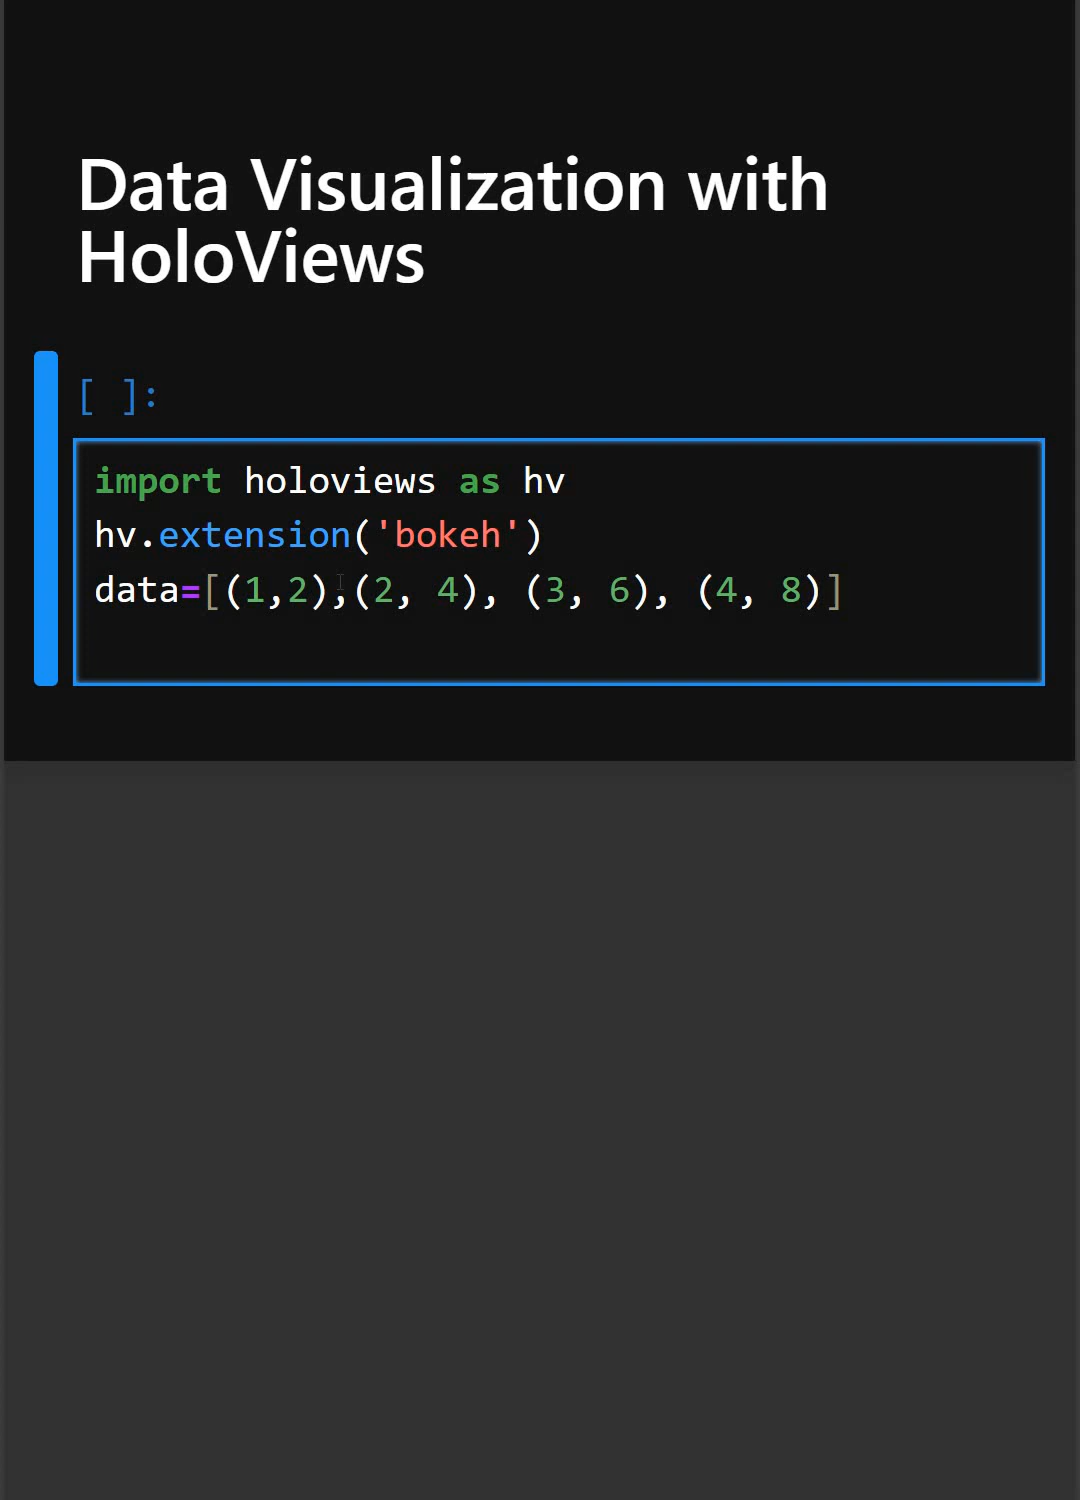 Data Visualization with
HoloViews
[ ]:
import holoviews as hv
hv.extension('bokeh')
data=[(1,2),(2, 4), (3, 6), (4, 8)]